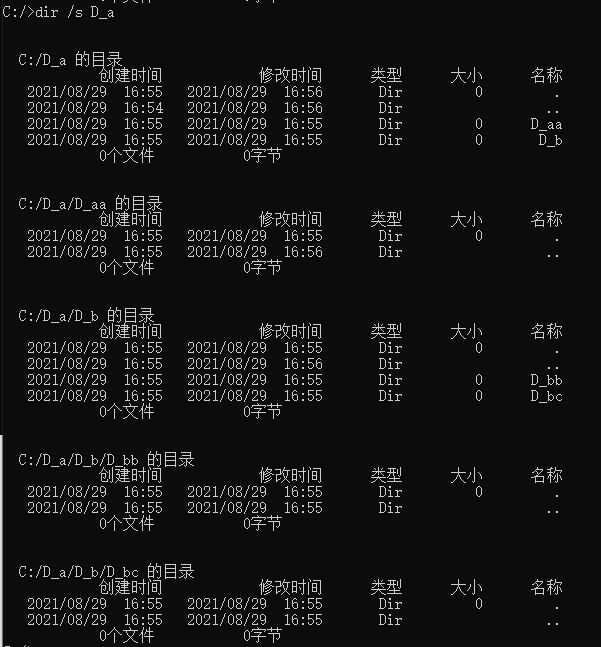 C:/>dir /s D_a
C:/D_a 的目录
创建时间 修改时间 类型 大小 名称
2021/08/29 16:55 2021/08/29 16:56 Dir 0 .
2021/08/29 16:54 2021/08/29 16:56 Dir ..
2021/08/29 16:55 2021/08/29 16:55 Dir 0 D_aa
2021/08/29 16:55 2021/08/29 16:55 Dir 0 D_b
0个文件 0字节
C:/D_a/D_aa 的目录
创建时间 修改时间 类型 大小 名称
2021/08/29 16:55 2021/08/29 16:55 Dir 0 .
2021/08/29 16:55 2021/08/29 16:56 Dir ..
0个文件 0字节
C:/D_a/D_b 的目录
创建时间 修改时间 类型 大小 名称
2021/08/29 16:55 2021/08/29 16:55 Dir 0 .
2021/08/29 16:55 2021/08/29 16:56 Dir ..
2021/08/29 16:55 2021/08/29 16:55 Dir 0 D_bb
2021/08/29 16:55 2021/08/29 16:55 Dir 0 D_bc
0个文件 0字节
C:/D_a/D_b/D_bb 的目录
创建时间 修改时间 类型 大小 名称
2021/08/29 16:55 2021/08/29 16:55 Dir 0 .
2021/08/29 16:55 2021/08/29 16:55 Dir ..
0个文件 0字节
C:/D_a/D_b/D_bc 的目录
创建时间 修改时间 类型 大小 名称
2021/08/29 16:55 2021/08/29 16:55 Dir 0 .
2021/08/29 16:55 2021/08/29 16:55 Dir ..
0个文件 0字节